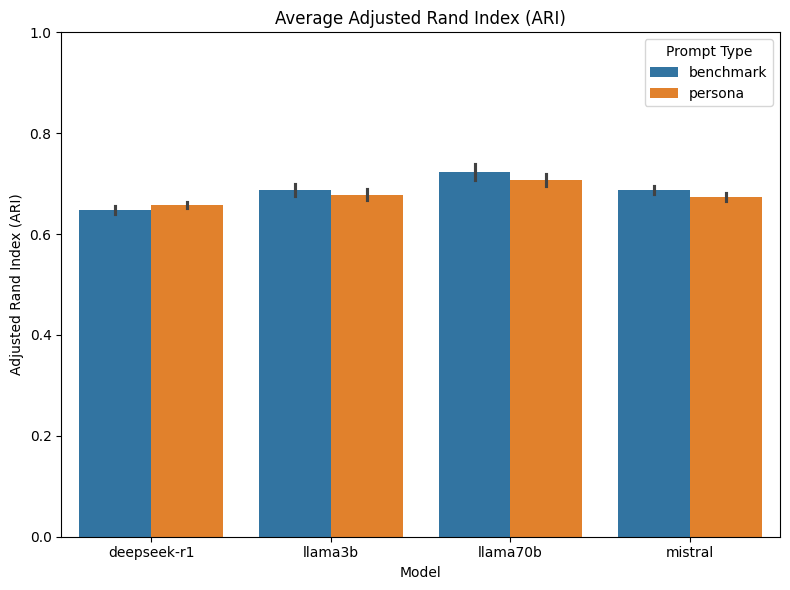 Average Adjusted Rand Index (ARI)
Prompt Type
benchmark
persona
Adjusted Rand Index (ARI)
1.0
0.8
0.6
0.4
0.2
0.0
deepseek-r1 llama3b llama70b mistral
Model